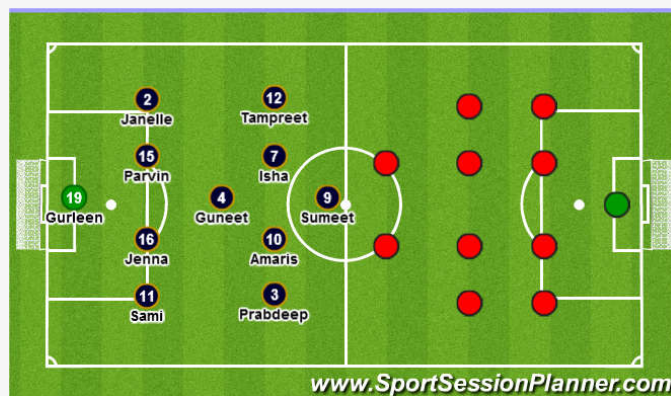 2
Janelle
12
Tampreet
15
Parvin
7
Isha
19
Gurleen
4
Guneet
9
Sumeet
16
Jenna
10
Amaris
11
Sami
3
Prabdeep
www.SportSessionPlanner.com